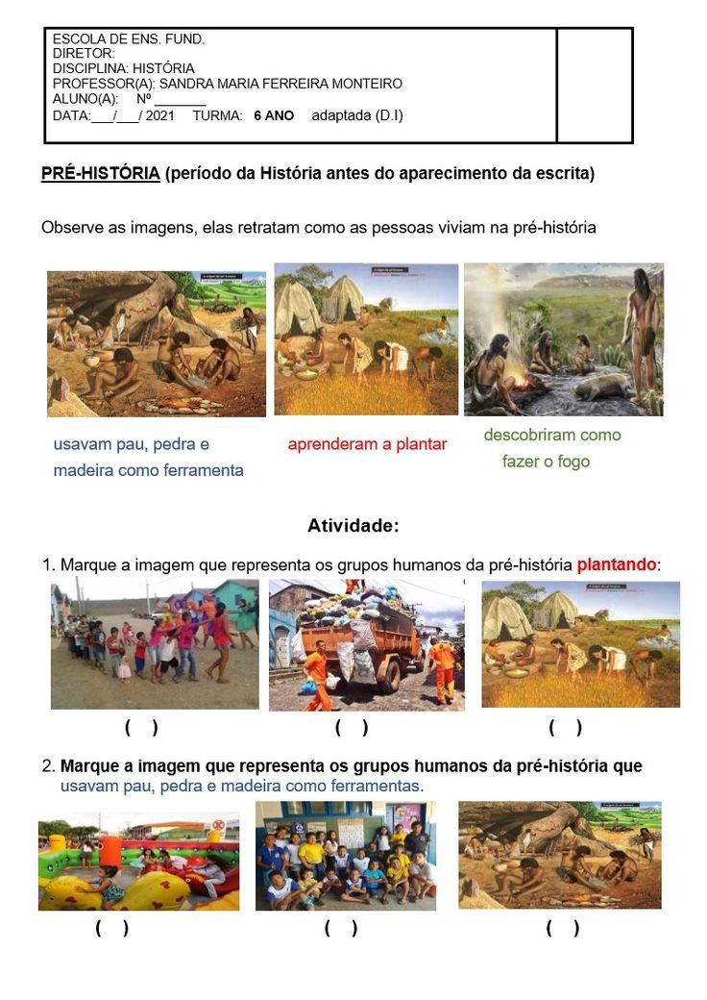 ESCOLA DE ENS. FUND.
DIRETOR:
DISCIPLINA: HISTÓRIA
PROFESSOR(A): SANDRA MARIA FERREIRA MONTEIRO
ALUNO(A): Nº _______
DATA:___/___/ 2021 TURMA: 6 ANO adaptada (D.I)
PRÉ-HISTÓRIA (período da História antes do aparecimento da escrita)
Observe as imagens, elas retratam como as pessoas viviam na pré-história
usavam pau, pedra e
madeira como ferramenta
aprenderam a plantar
descobriram como
fazer o fogo
Atividade:
1. Marque a imagem que representa os grupos humanos da pré-história plantando:
( ) ( ) ( )
2. Marque a imagem que representa os grupos humanos da pré-história que
usavam pau, pedra e madeira como ferramentas.
( ) ( ) ( )